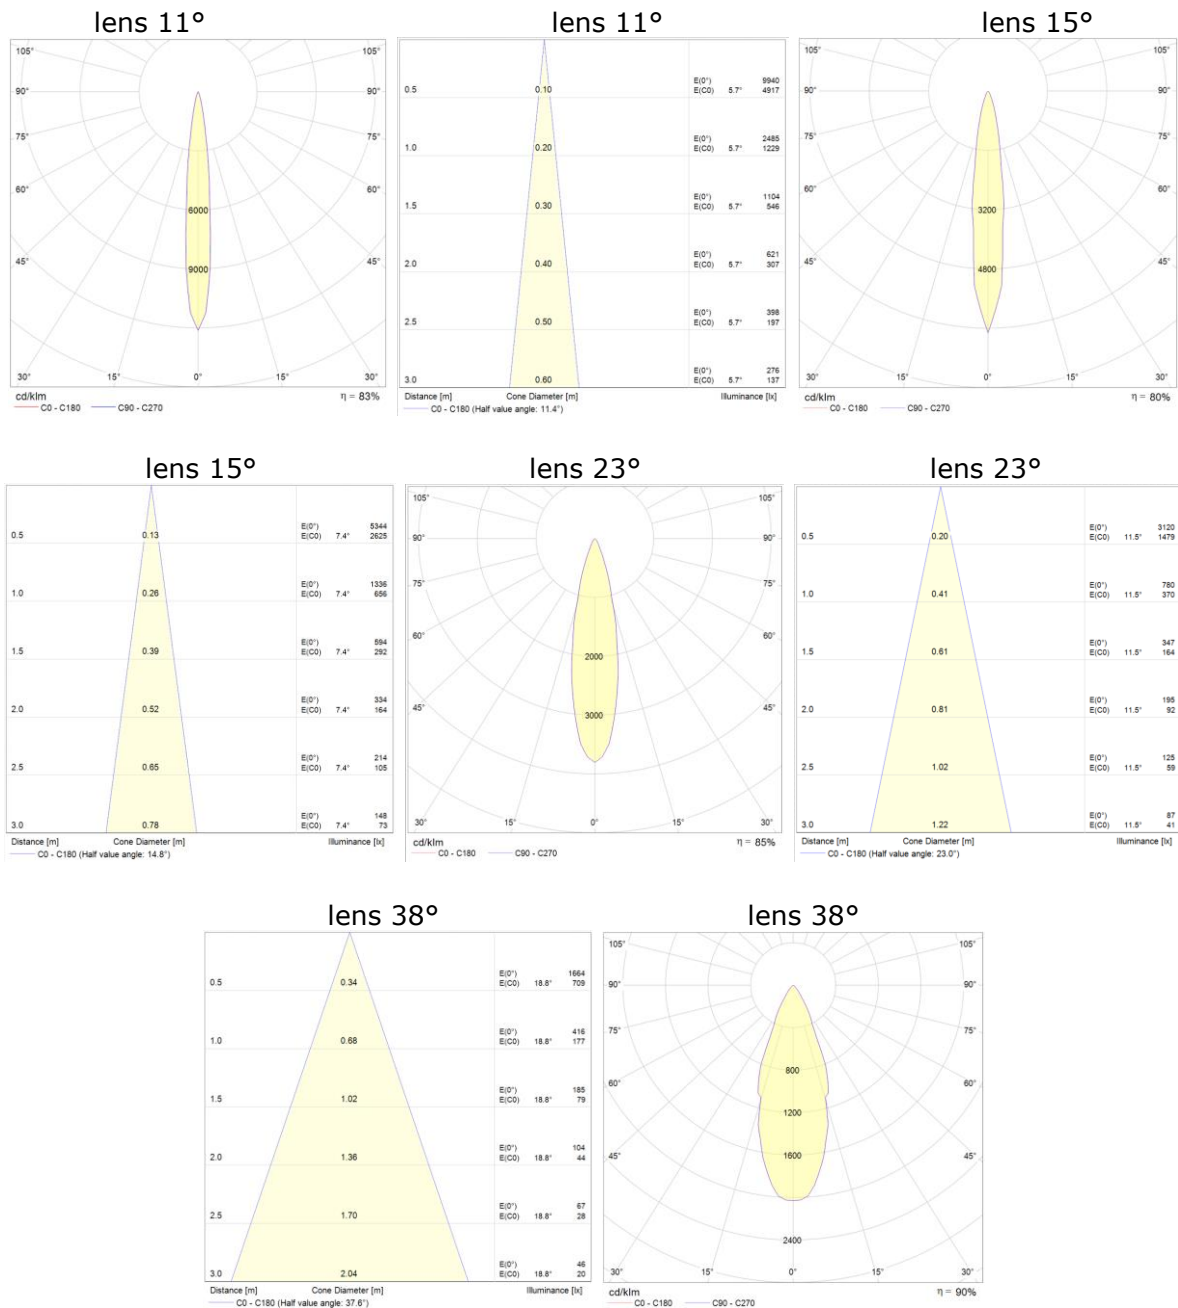 lens 11°
lens 11°
lens 15°
105° 105°
90° 90°
75° 75°
60° 60°
45° 45°
6000
9000
30° 15° 0° 15° 30°
cd/klm
η = 83%
C0 - C180 C90 - C270
E(0°) 9940
0.5 0.10 E(C0) 5.7° 4917
E(0°) 2485
1.0 0.20 E(C0) 5.7° 1229
E(0°) 1104
1.5 0.30 E(C0) 5.7° 546
E(0°) 621
2.0 0.40 E(C0) 5.7° 307
E(0°) 398
2.5 0.50 E(C0) 5.7° 197
E(0°) 276
3.0 0.60 E(C0) 5.7° 137
Distance [m] Cone Diameter [m] Illuminance [lx]
C0 - C180 (Half value angle: 11.4°)
105° 105°
90° 90°
75° 75°
60° 60°
45° 45°
3200
4800
30° 15° 0° 15° 30°
cd/klm
η = 80%
C0 - C180 C90 - C270
lens 15°
lens 23°
lens 23°
E(0°) 5344
0.5 0.13 E(C0) 7.4° 2625
E(0°) 1336
1.0 0.26 E(C0) 7.4° 656
E(0°) 594
1.5 0.39 E(C0) 7.4° 292
E(0°) 334
2.0 0.52 E(C0) 7.4° 164
E(0°) 214
2.5 0.65 E(C0) 7.4° 105
E(0°) 148
3.0 0.78 E(C0) 7.4° 73
Distance [m] Cone Diameter [m] Illuminance [lx]
C0 - C180 (Half value angle: 14.8°)
105° 105°
90° 90°
75° 75°
60° 60°
45° 45°
2000
3000
30° 15° 0° 15° 30°
cd/klm
η = 85%
C0 - C180 C90 - C270
E(0°) 3120
0.5 0.20 E(C0) 11.5° 1479
E(0°) 780
1.0 0.41 E(C0) 11.5° 370
E(0°) 347
1.5 0.61 E(C0) 11.5° 164
E(0°) 195
2.0 0.81 E(C0) 11.5° 92
E(0°) 125
2.5 1.02 E(C0) 11.5° 59
E(0°) 87
3.0 1.22 E(C0) 11.5° 41
Distance [m] Cone Diameter [m] Illuminance [lx]
C0 - C180 (Half value angle: 23.0°)
lens 38°
lens 38°
E(0°) 1664
0.5 0.34 E(C0) 18.8° 709
E(0°) 416
1.0 0.68 E(C0) 18.8° 177
E(0°) 185
1.5 1.02 E(C0) 18.8° 79
E(0°) 104
2.0 1.36 E(C0) 18.8° 44
E(0°) 67
2.5 1.70 E(C0) 18.8° 28
E(0°) 46
3.0 2.04 E(C0) 18.8° 20
Distance [m] Cone Diameter [m] Illuminance [lx]
C0 - C180 (Half value angle: 37.6°)
105° 105°
90° 90°
75° 75°
60° 60°
45° 45°
800
1200
1600
2400
30° 15° 0° 15° 30°
cd/klm
η = 90%
C0 - C180 C90 - C270